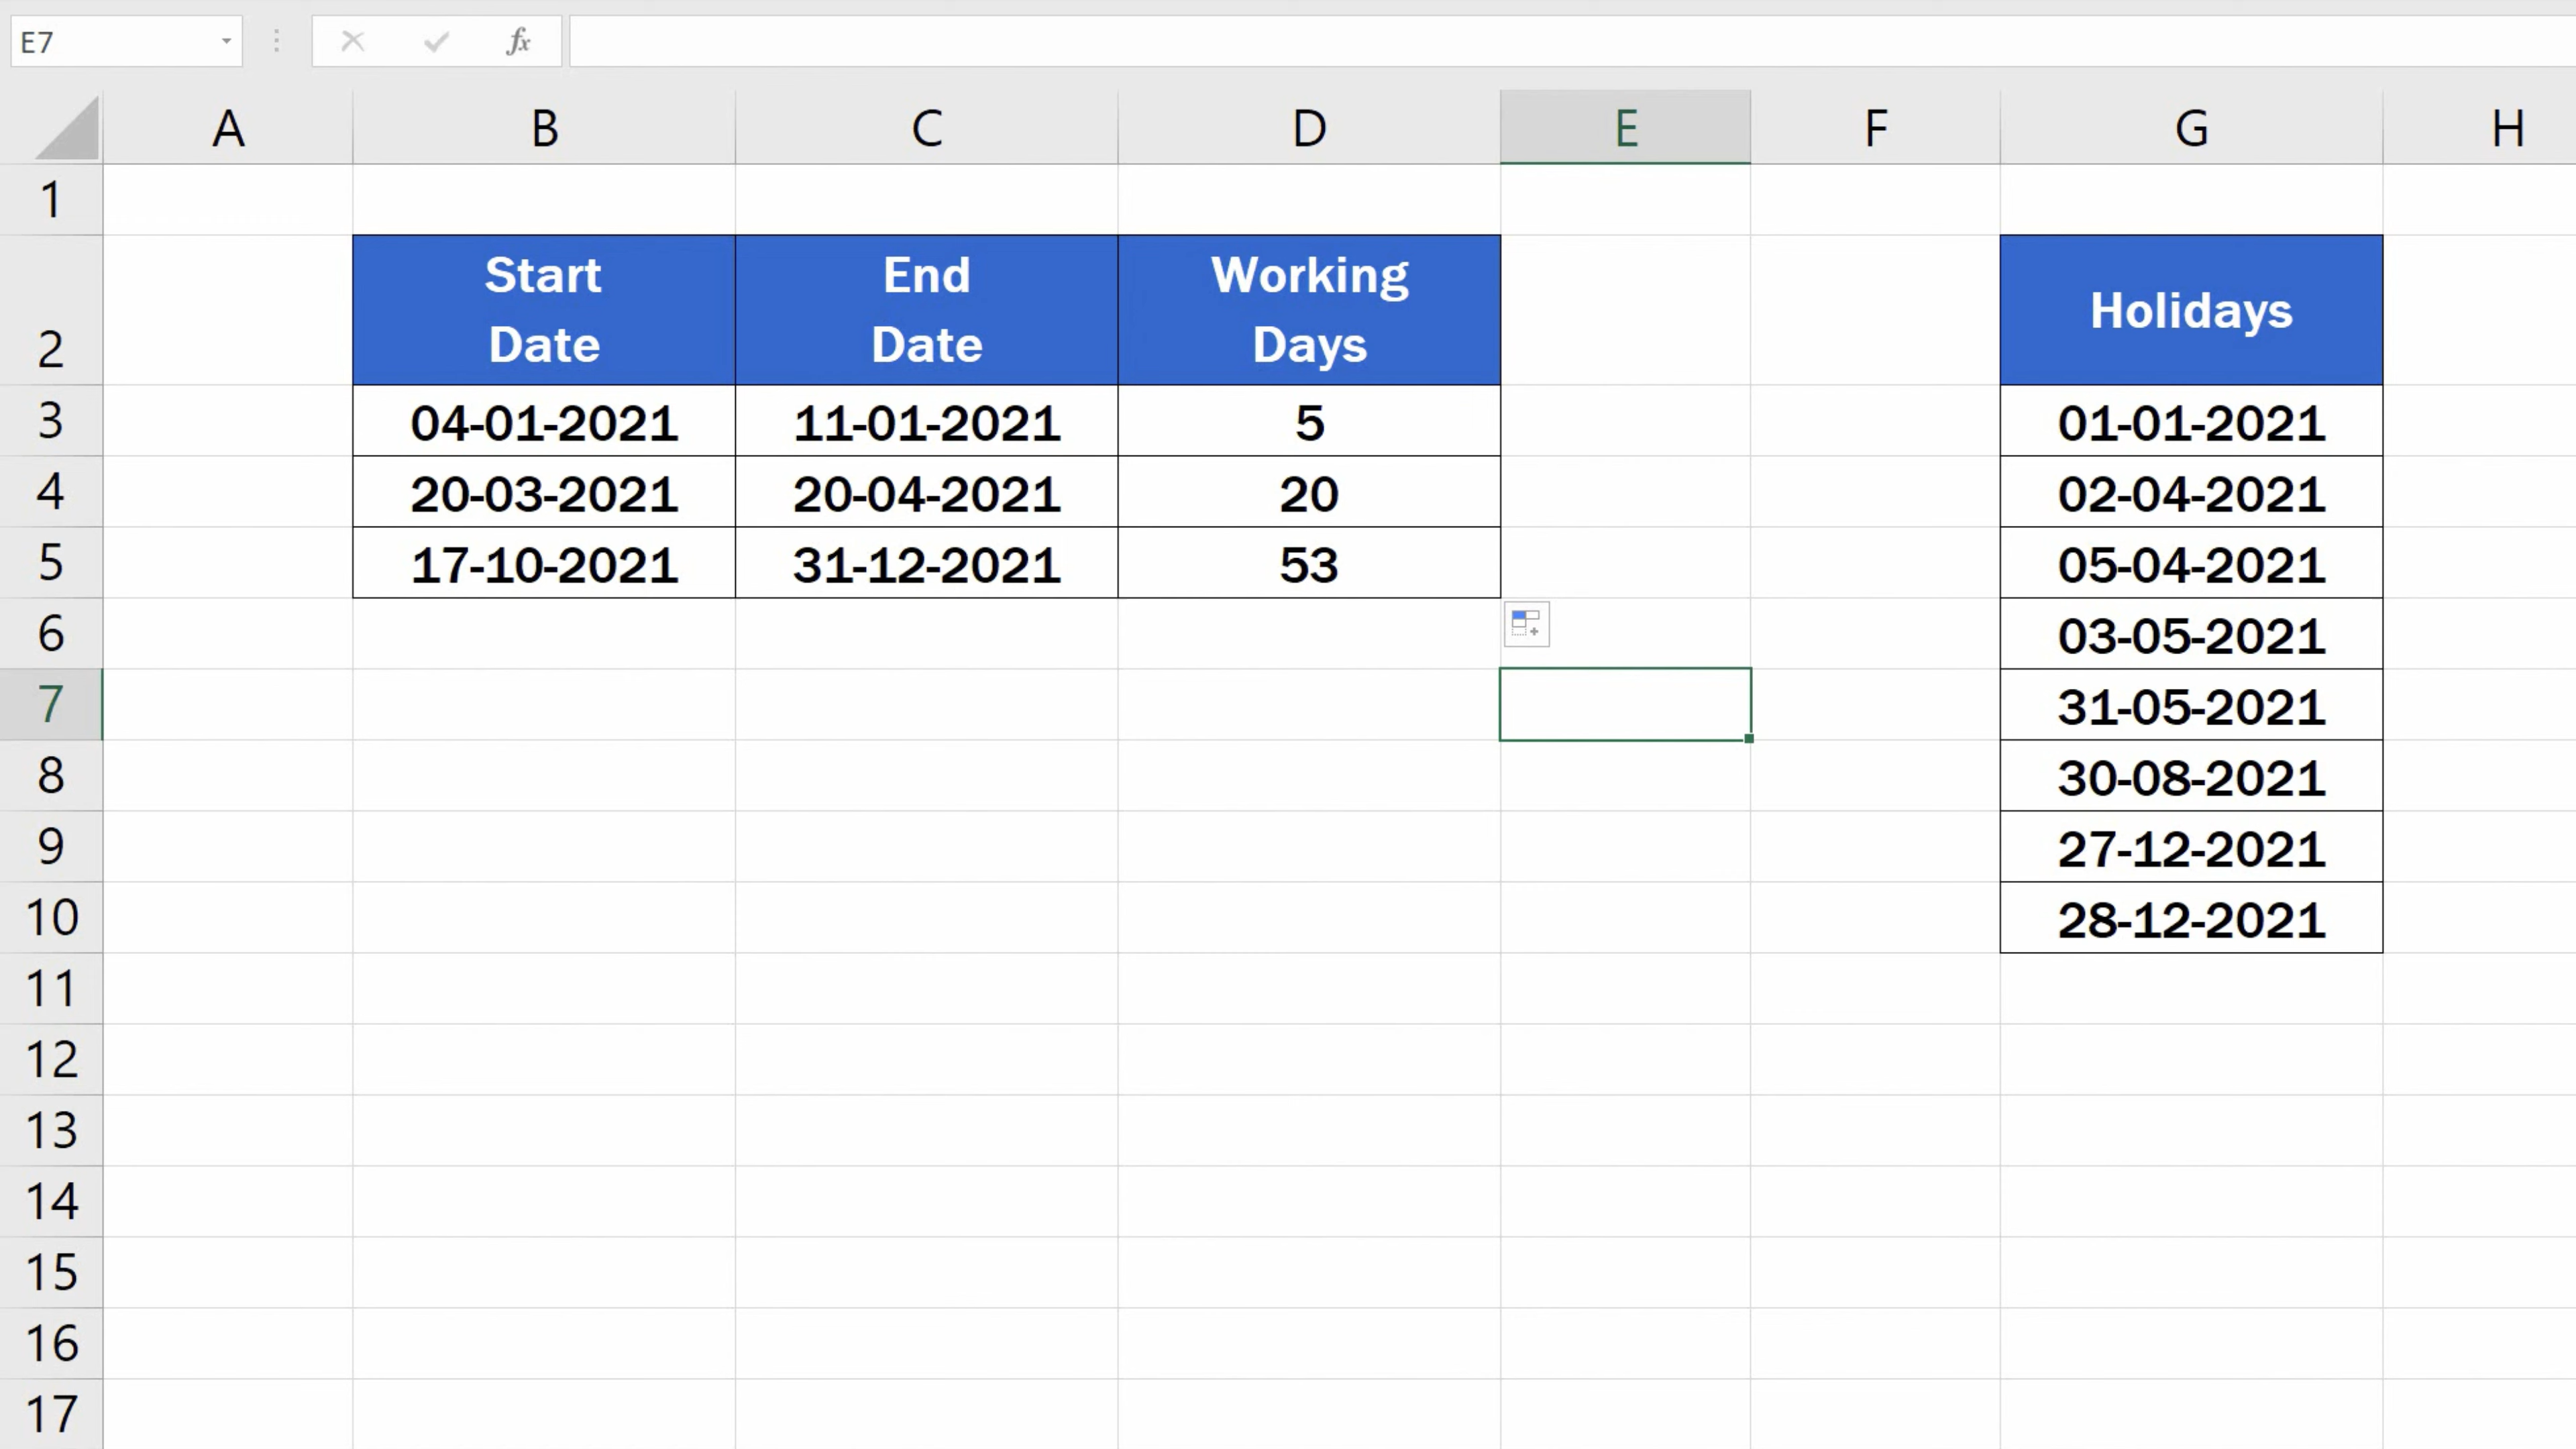 E7
fx
A B C D E F G H
1
2 Start Date End Date Working Days Holidays
3 04-01-2021 11-01-2021 5 01-01-2021
4 20-03-2021 20-04-2021 20 02-04-2021
5 17-10-2021 31-12-2021 53 05-04-2021
6 03-05-2021
7 31-05-2021
8 30-08-2021
9 27-12-2021
10 28-12-2021
11
12
13
14
15
16
17